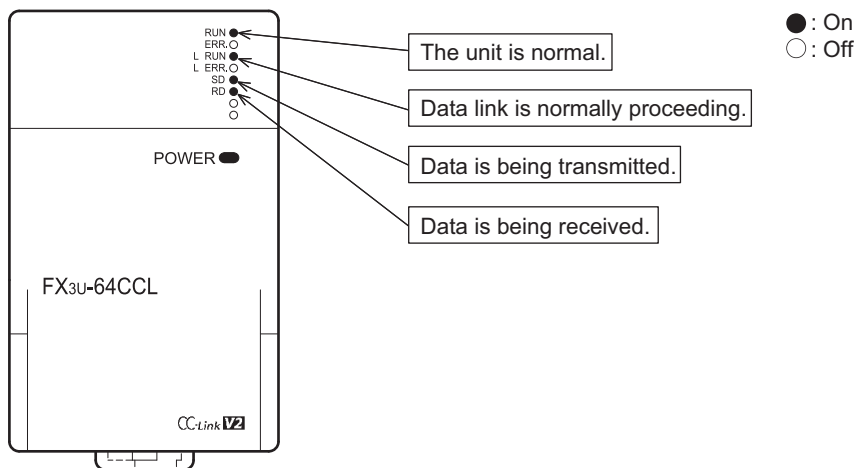 RUN
ERR.
L RUN
L ERR.
SD
RD
POWER
FX3U-64CCL
CC-Link V2
The unit is normal.
Data link is normally proceeding.
Data is being transmitted.
Data is being received.
: On
: Off